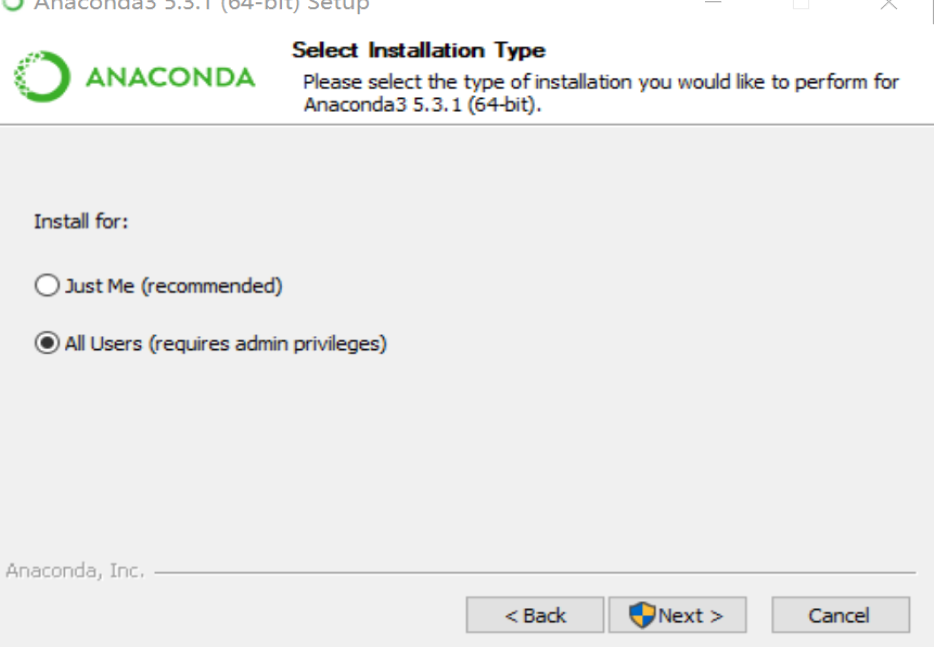 Anaconda3 5.3.1 (64-bit) Setup
Select Installation Type
ANACONDA
Please select the type of installation you would like to perform for
Anaconda3 5.3.1 (64-bit).
Install for:
Just Me (recommended)
All Users (requires admin privileges)
Anaconda, Inc.
< Back
Next >
Cancel